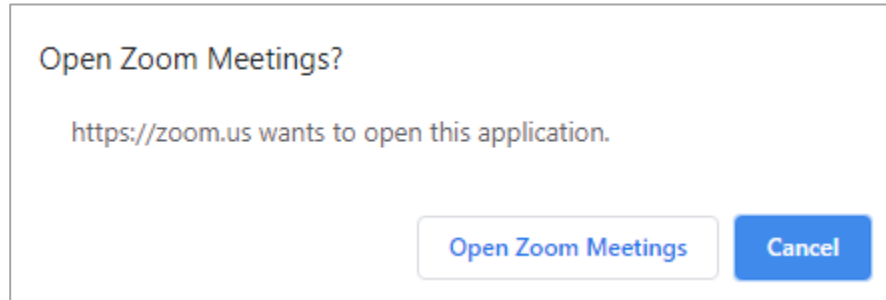 Open Zoom Meetings?
https://zoom.us wants to open this application.
Open Zoom Meetings Cancel